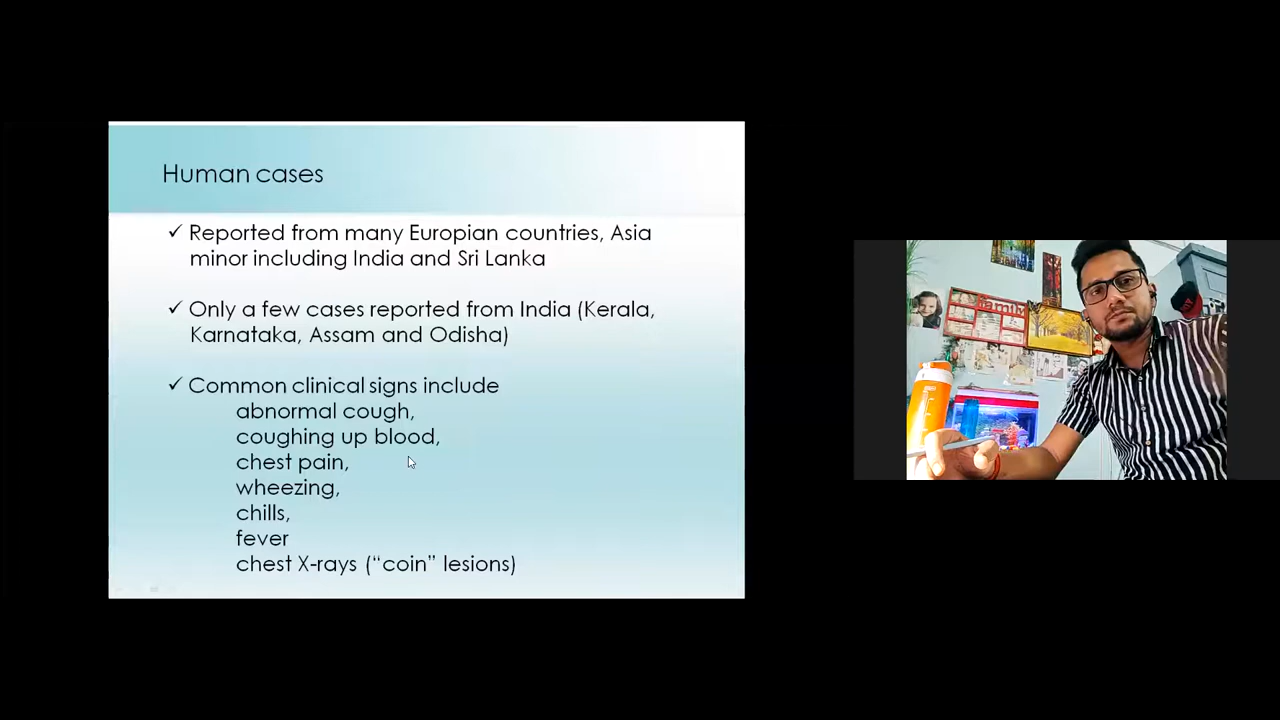 Human cases
✓ Reported from many Europian countries, Asia
minor including India and Sri Lanka
✓ Only a few cases reported from India (Kerala,
Karnataka, Assam and Odisha)
✓ Common clinical signs include
abnormal cough,
coughing up blood,
chest pain,
wheezing,
chills,
fever
chest X-rays (“coin” lesions)
family